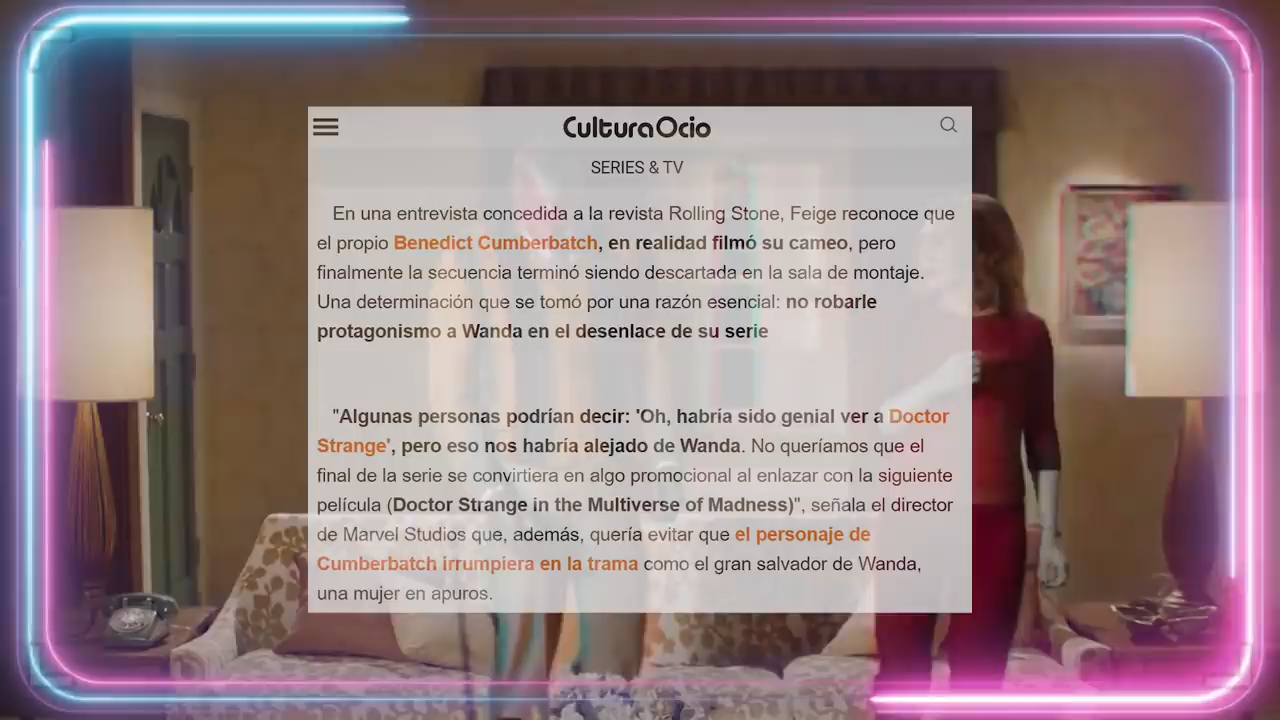 CulturaOcio
SERIES & TV
En una entrevista concedida a la revista Rolling Stone, Feige reconoce que
el propio Benedict Cumberbatch, en realidad filmó su cameo, pero
finalmente la secuencia terminó siendo descartada en la sala de montaje.
Una determinación que se tomó por una razón esencial: no robarle
protagonismo a Wanda en el desenlace de su serie
"Algunas personas podrían decir: 'Oh, habría sido genial ver a Doctor
Strange', pero eso nos habría alejado de Wanda. No queríamos que el
final de la serie se convirtiera en algo promocional al enlazar con la siguiente
película (Doctor Strange in the Multiverse of Madness)", señala el director
de Marvel Studios que, además, quería evitar que el personaje de
Cumberbatch irrumpiera en la trama como el gran salvador de Wanda,
una mujer en apuros.